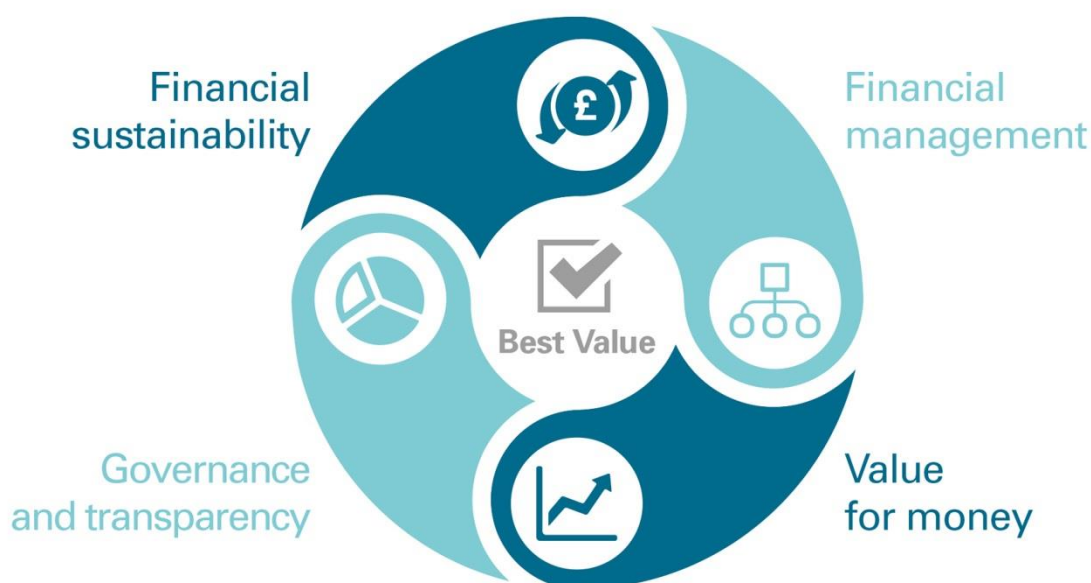 Financial
sustainability
Financial
management
£
Best Value
Governance
and transparency
Value
for money